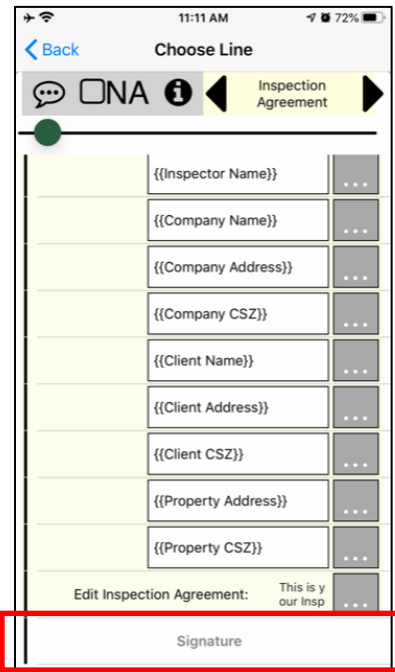 11:11 AM
72%
Back
Choose Line
NA
Inspection
Agreement
{{Inspector Name}}
...
{{Company Name}}
...
{{Company Address}}
...
{{Company CSZ}}
...
{{Client Name}}
...
{{Client Address}}
...
{{Client CSZ}}
...
{{Property Address}}
...
{{Property CSZ}}
...
Edit Inspection Agreement:
This is y
our Insp
...
Signature